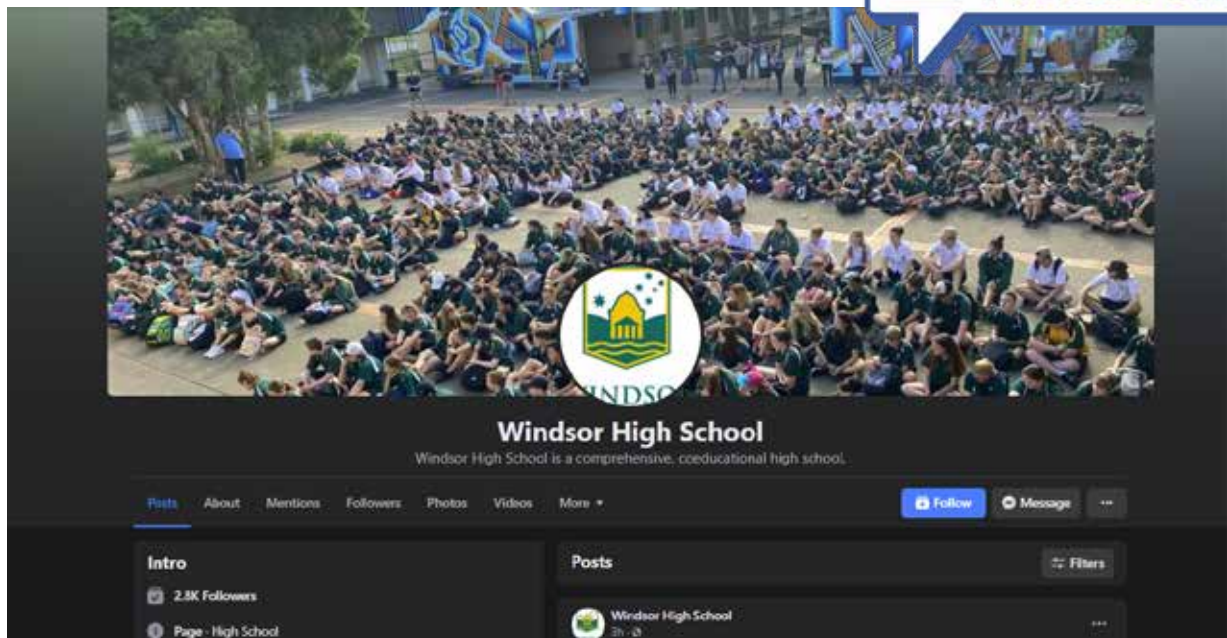 WINDSOR
Windsor High School
Windsor High School is a comprehensive, coeducational high school.
Posts
About
Mentions
Followers
Photos
Videos
More
Follow
Message
Intro
2.8K Followers
Page · High School
Posts
Filters
Windsor High School
3h